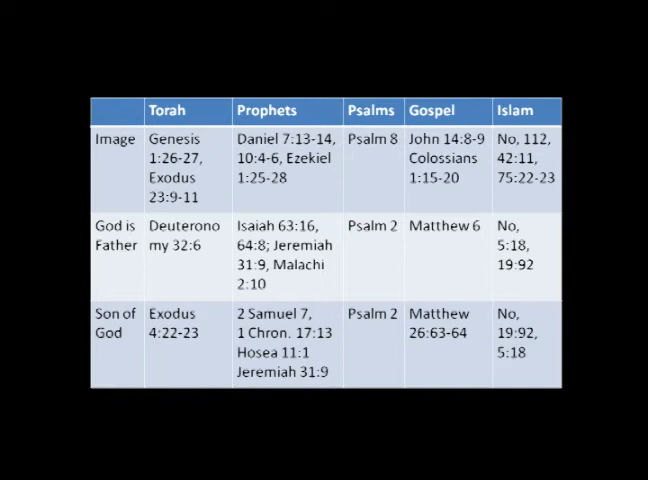 Torah Prophets Psalms Gospel Islam
Image Genesis Daniel 7:13-14, Psalm 8 John 14:8-9 No, 112,
1:26-27, 10:4-6, Ezekiel Colossians 42:11,
Exodus 1:25-28 1:15-20 75:22-23
23:9-11
God is Deuterono Isaiah 63:16, Psalm 2 Matthew 6 No,
Father my 32:6 64:8; Jeremiah 5:18,
31:9, Malachi 19:92
2:10
Son of Exodus 2 Samuel 7, Psalm 2 Matthew No,
God 4:22-23 1 Chron. 17:13 26:63-64 19:92,
Hosea 11:1 5:18
Jeremiah 31:9